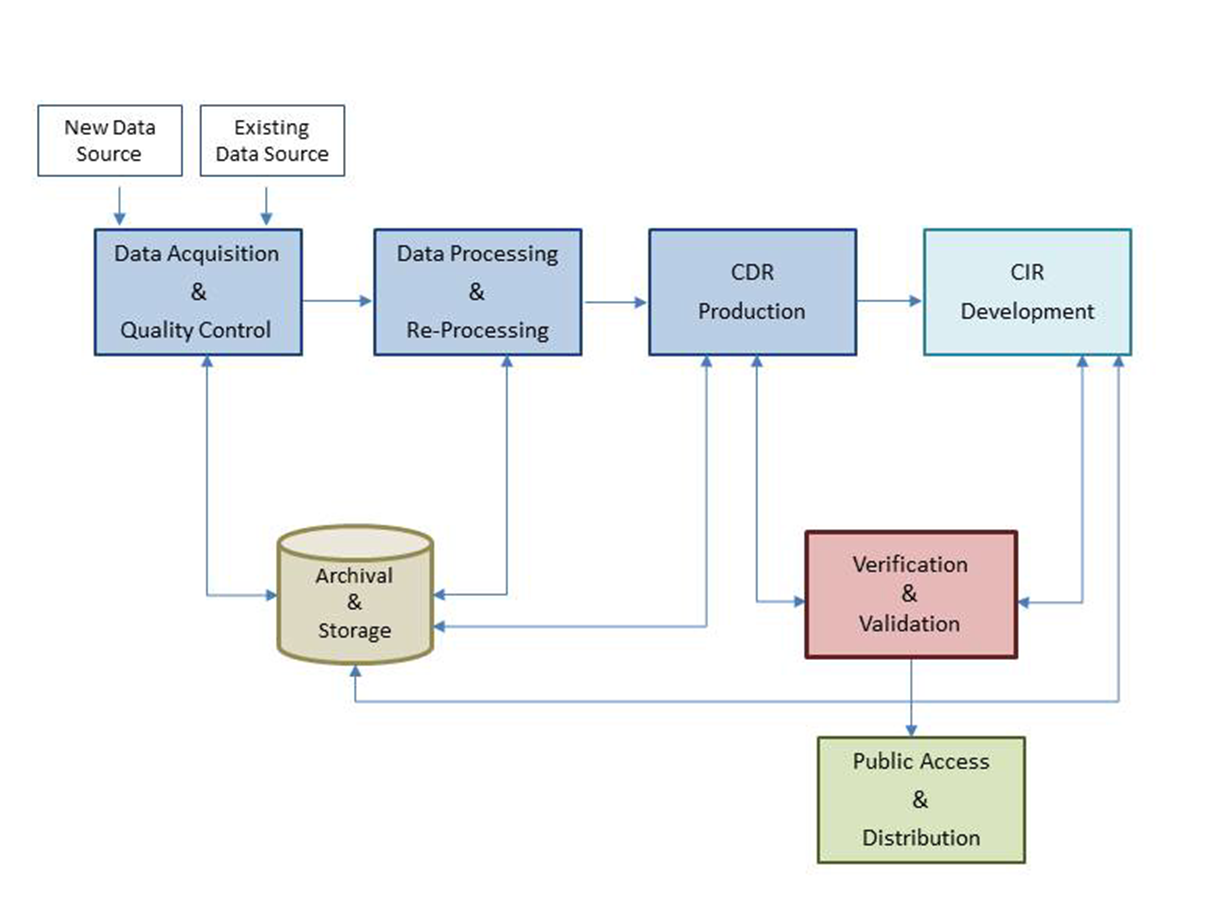 New Data
Source
Existing
Data Source
Data Acquisition
&
Quality Control
Data Processing
&
Re-Processing
CDR
Production
CIR
Development
Archival
&
Storage
Verification
&
Validation
Public Access
&
Distribution